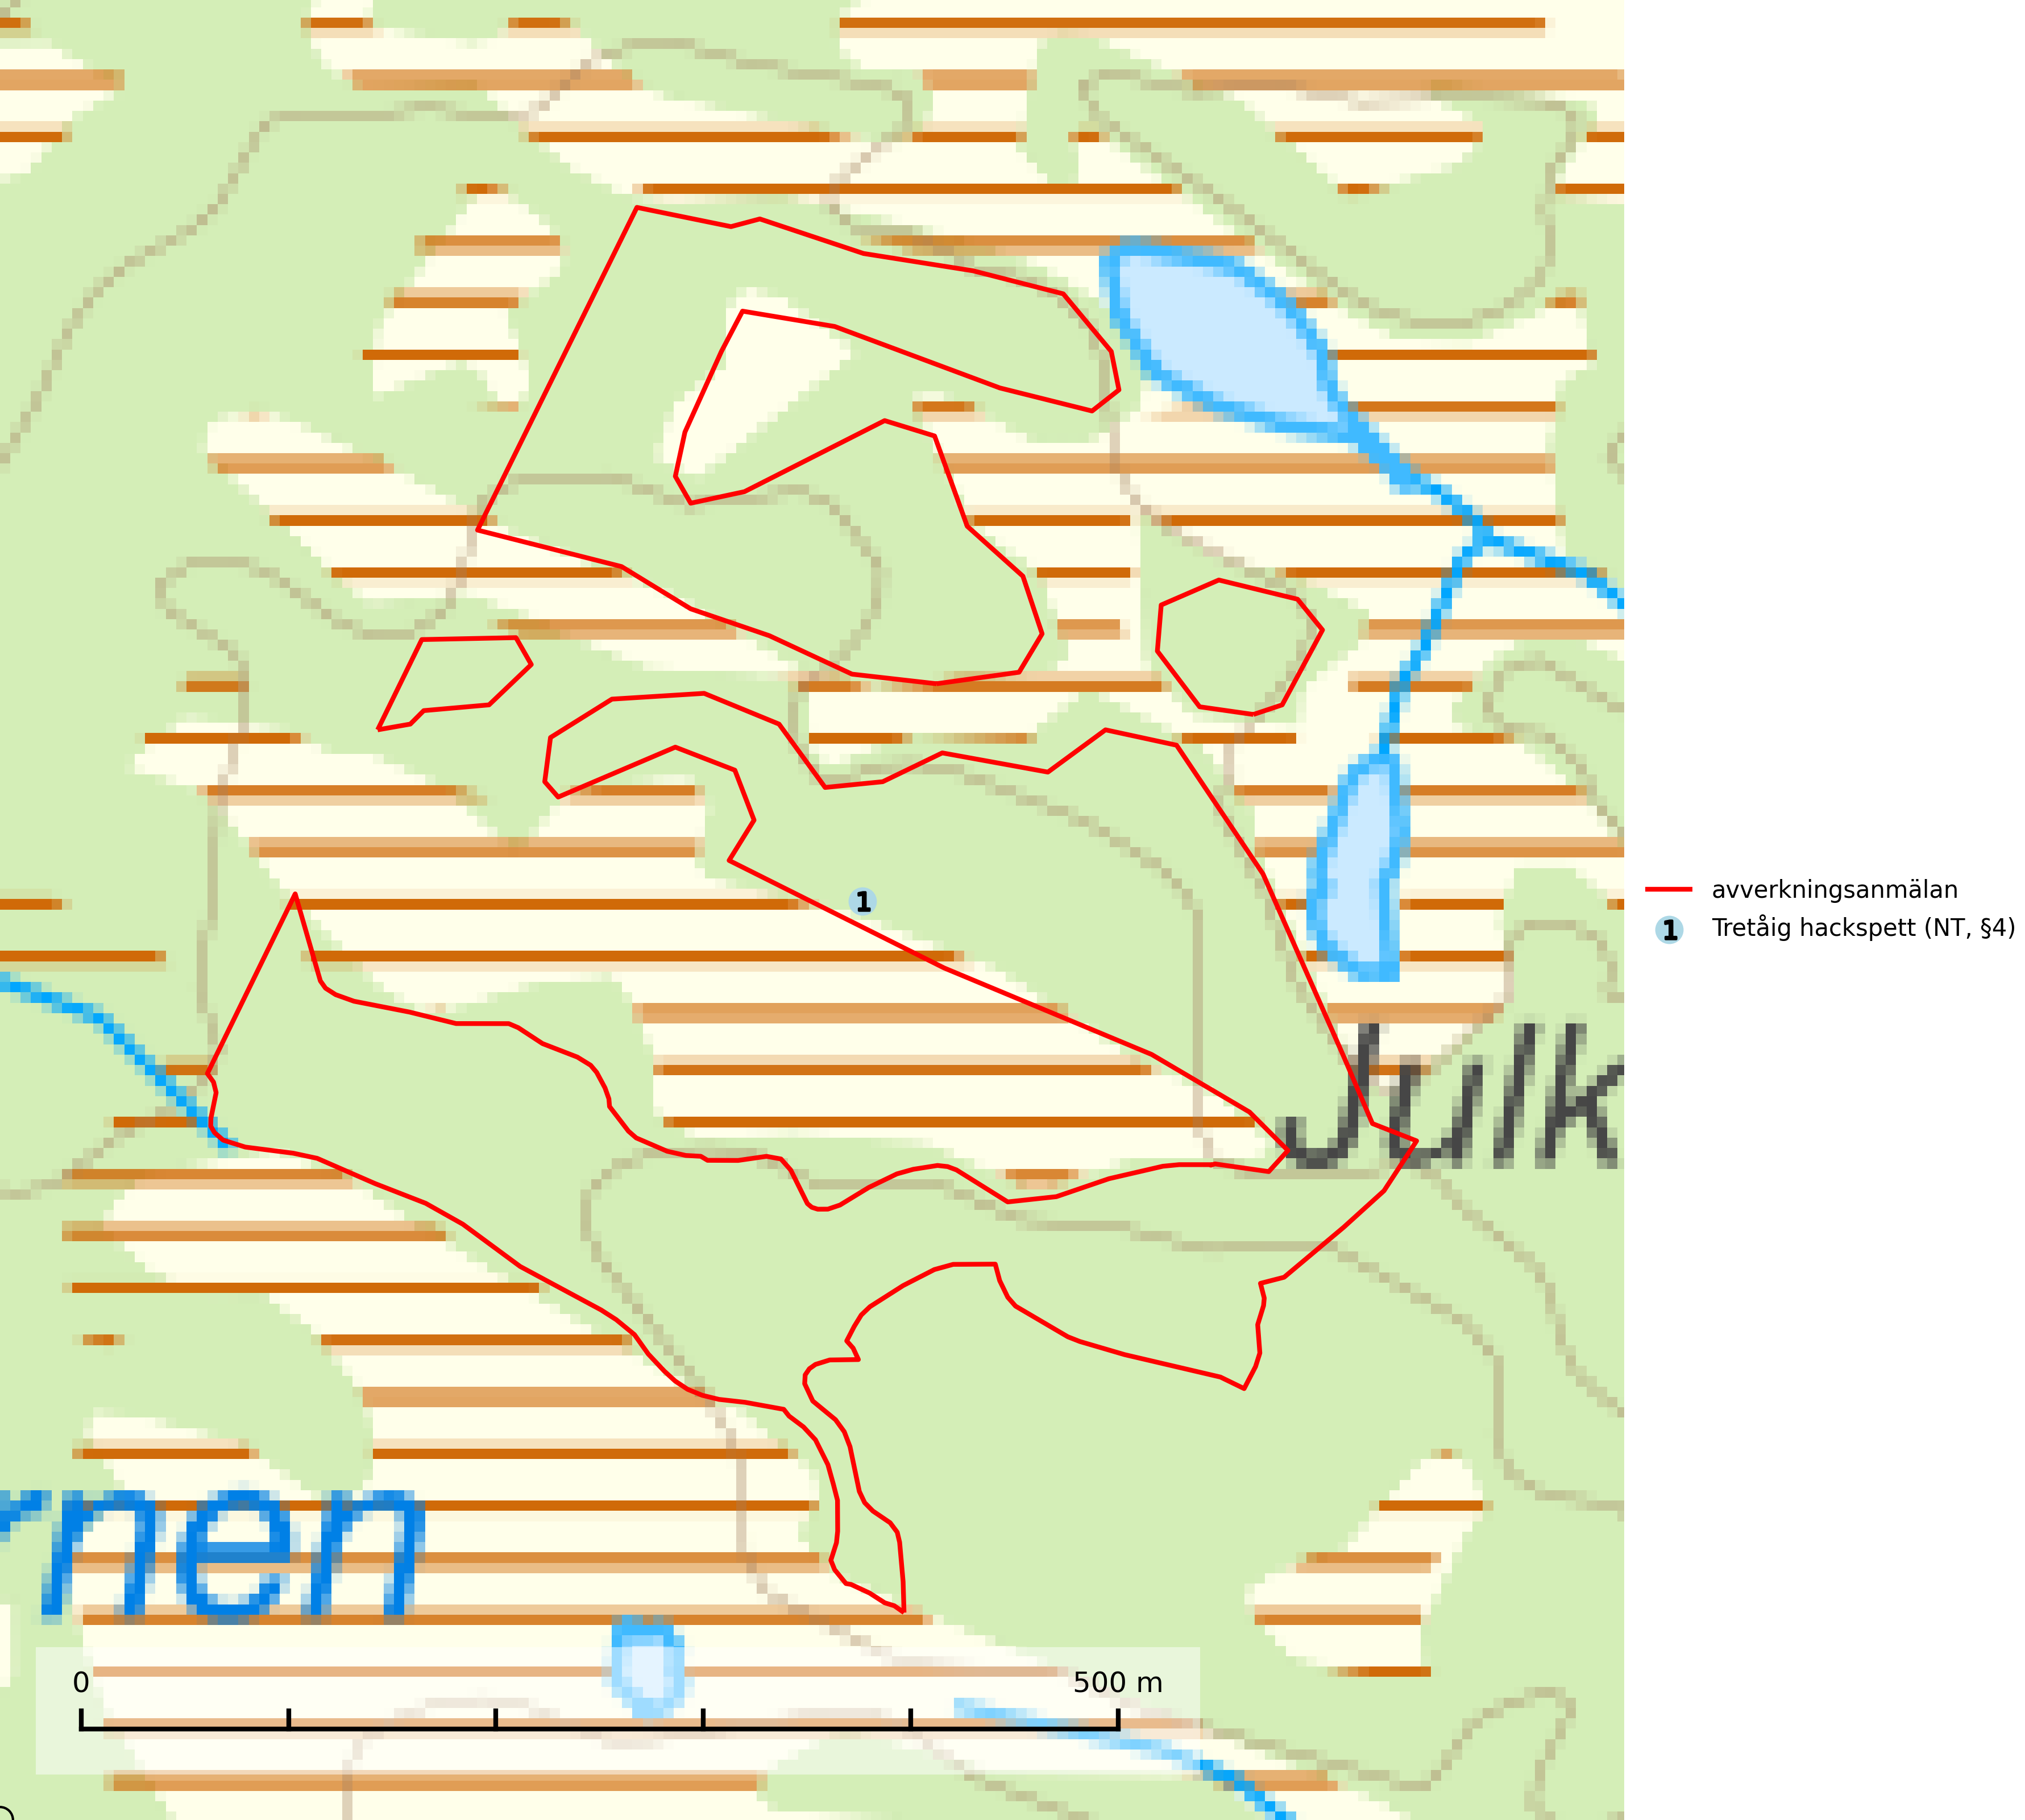 avverkningsanmälan
1
1 Tretåig hackspett (NT, §4)
Julk
rnen
0 500 m